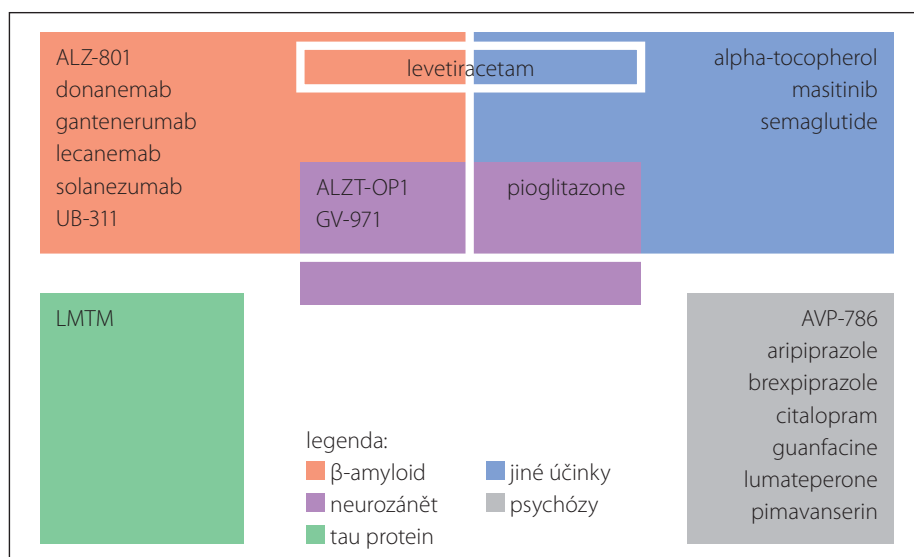 ALZ-801
donanemab
gantenerumab
lecanemab
solanezumab
UB-311
levetiracetam
alpha-tocopherol
masitinib
semaglutide
ALZT-OP1
GV-971
pioglitazone
LMTM
AVP-786
aripiprazole
brexpiprazole
citalopram
guanfacine
lumateperone
pimavanserin
legenda:
β-amyloid
neurozánět
tau protein
jiné účinky
psychózy